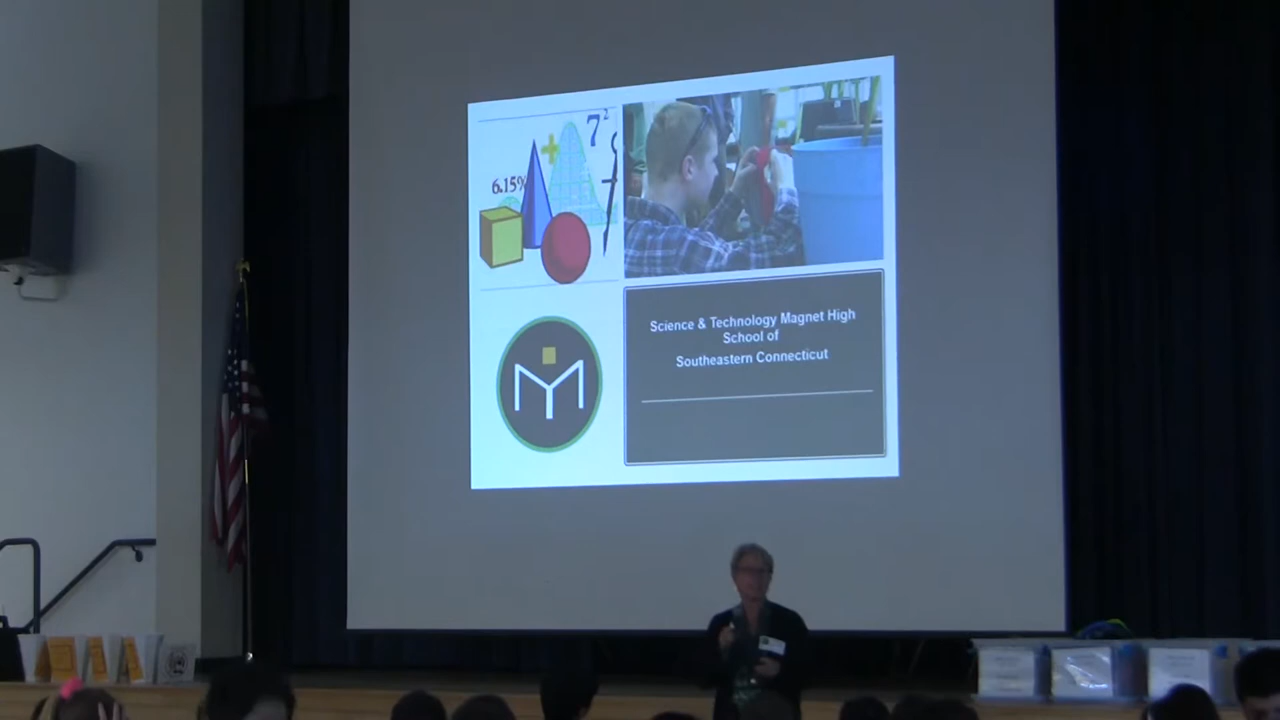 7²
6.15%
Science & Technology Magnet High
School of
Southeastern Connecticut